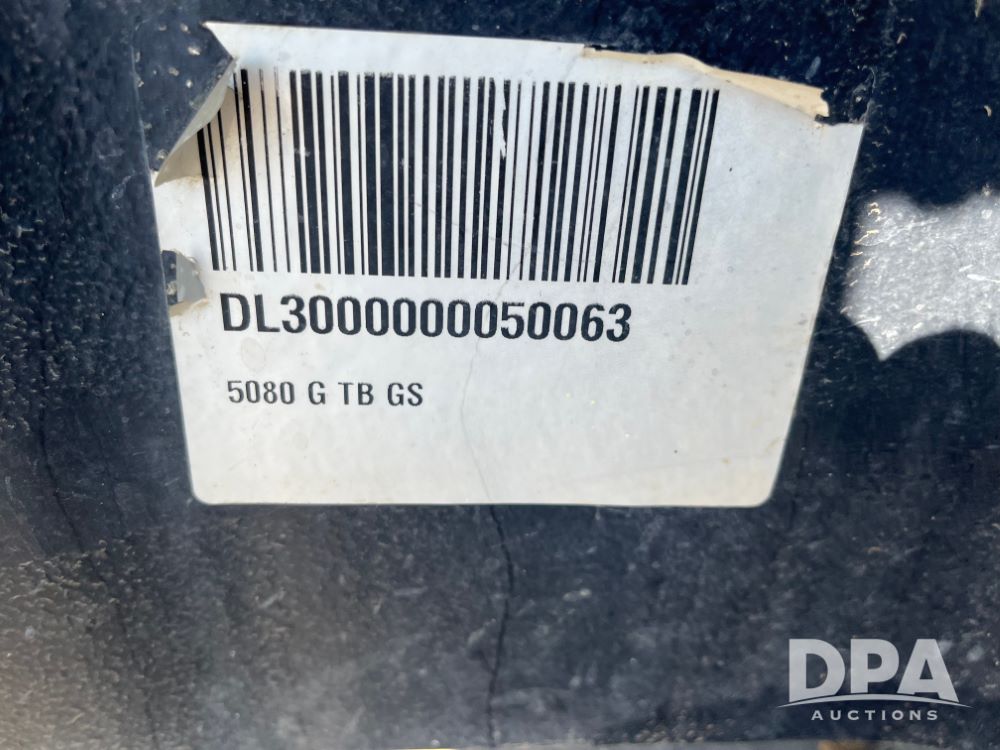 DL3000000050063
5080 G TB GS
DPA
AUCTIONS